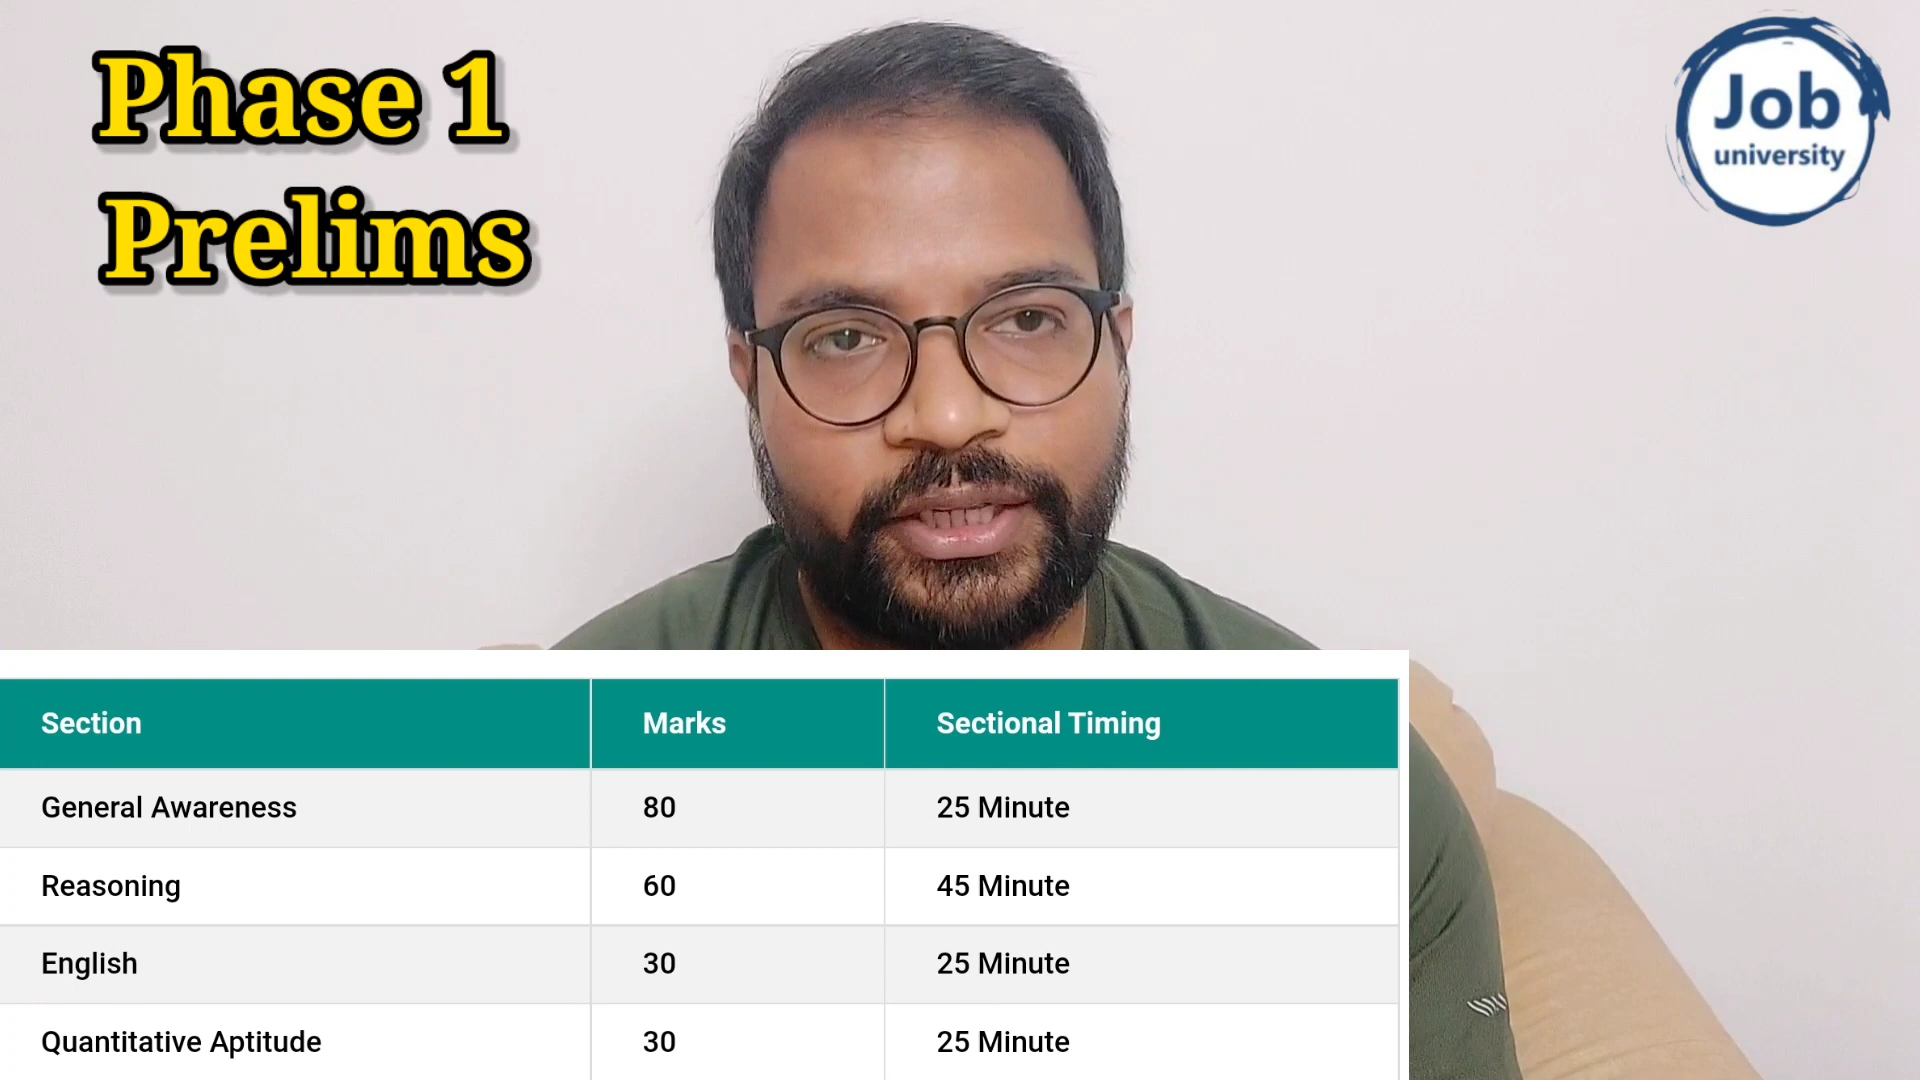 Phase 1
Prelims
Job
university
Section Marks Sectional Timing
General Awareness 80 25 Minute
Reasoning 60 45 Minute
English 30 25 Minute
Quantitative Aptitude 30 25 Minute